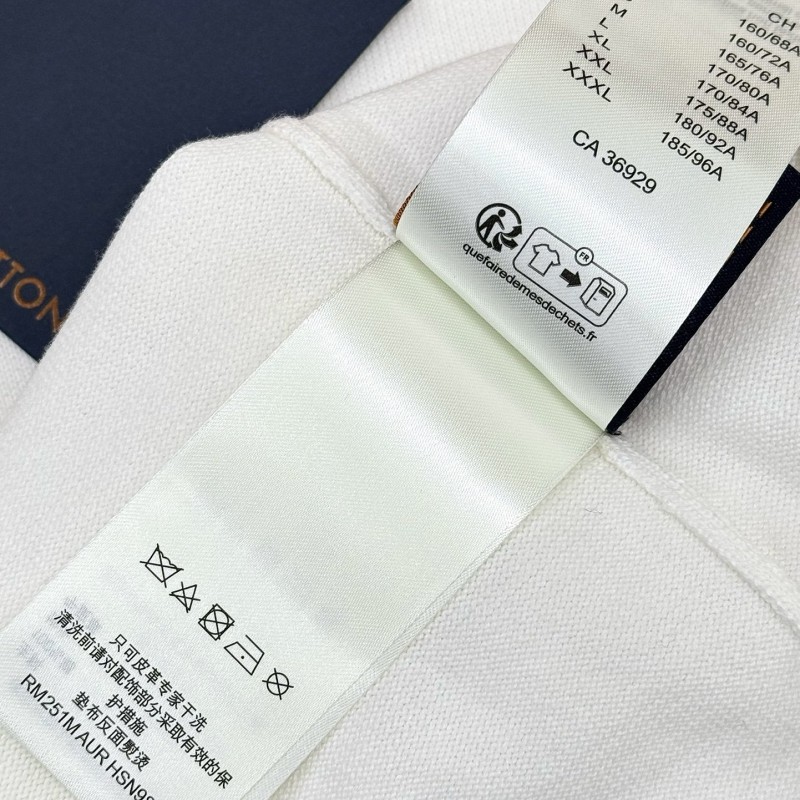 CH
M
160/68A
L
160/72A
XL
165/76A
XXL
170/80A
XXXL
170/84A
175/88A
180/92A
185/96A
CA 36929
FR
quefairedemesdechets.fr
TTON
只可皮革专家干洗
清洗前请对配饰部分采取有效的保
护措施
垫布反面熨烫
RM251M AUR HSN98